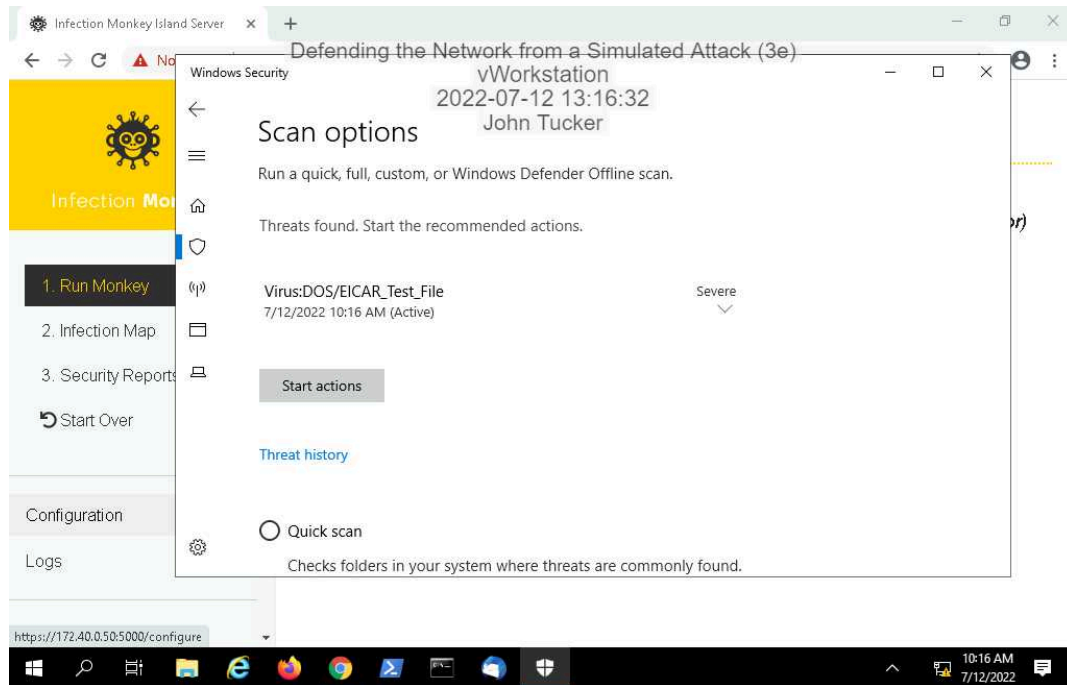 Infection Monkey Island Server
Defending the Network from a Simulated Attack (3e)
vWorkstation
2022-07-12 13:16:32
John Tucker
Windows Security
Infection
1. Run Monkey
2. Infection Map
3. Security Reports
Start Over
Configuration
Logs
https://172.40.0.50:5000/configure
Scan options
Run a quick, full, custom, or Windows Defender Offline scan.
Threats found. Start the recommended actions.
Virus:DOS/EICAR_Test_File
Severe
7/12/2022 10:16 AM (Active)
Start actions
Threat history
Quick scan
Checks folders in your system where threats are commonly found.
10:16 AM
7/12/2022